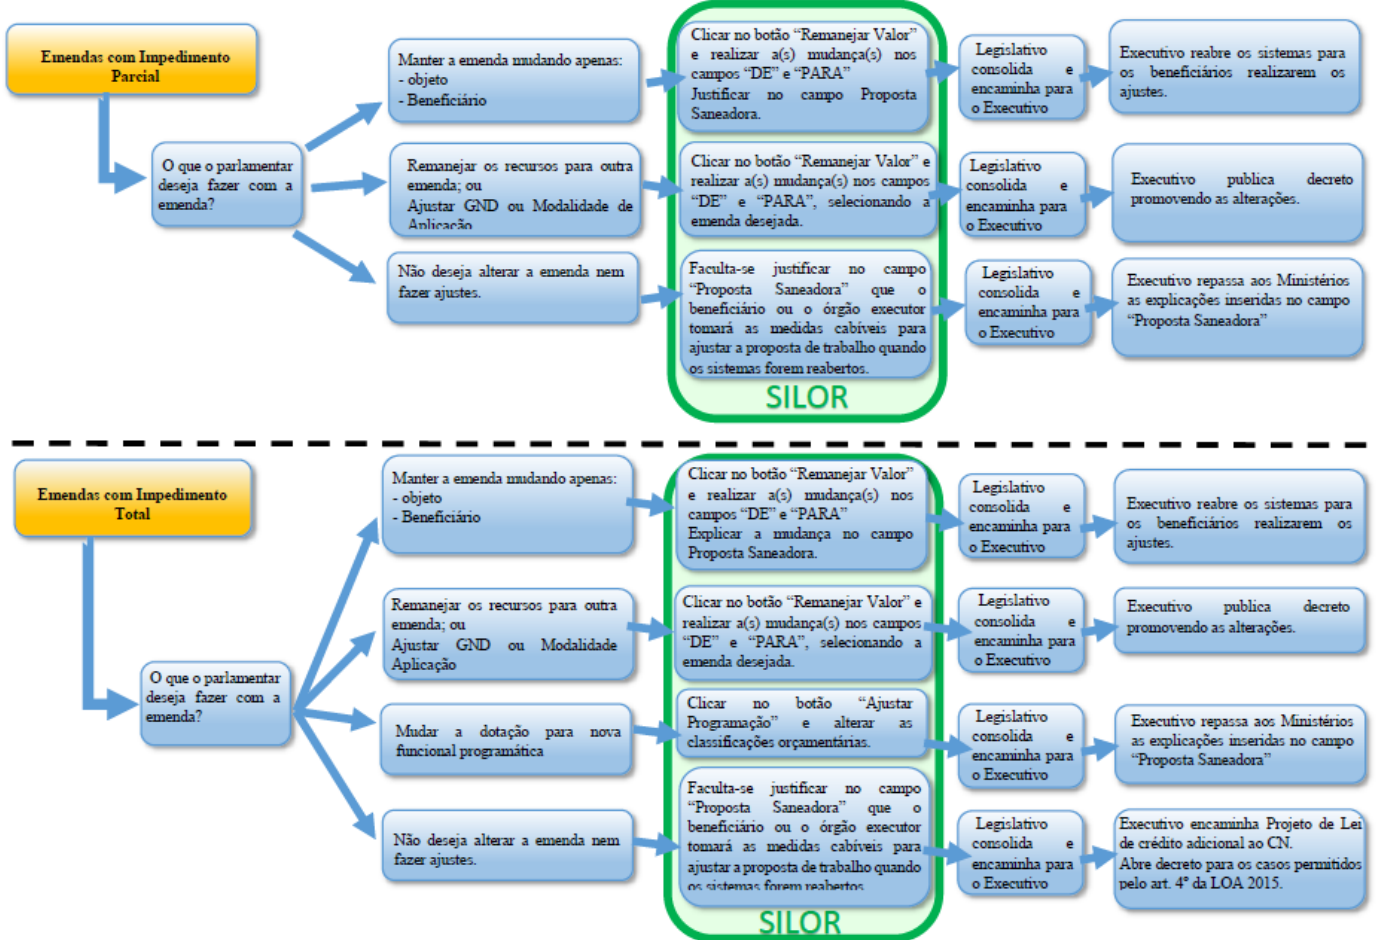 Emendas com Impedimento
Parcial
O que o parlamentar
deseja fazer com a
emenda?
Manter a emenda mudando apenas:
- objeto
- Beneficiário
Clicar no botão “Remanejar Valor”
e realizar a(s) mudança(s) nos
campos “DE” e “PARA”
Justificar no campo Proposta
Saneadora.
Legislativo
consolida e
encaminha para
o Executivo
Executivo reabre os sistemas para
os beneficiários realizarem os
ajustes.
Remanejar os recursos para outra
emenda; ou
Ajustar GND ou Modalidade de
Aplicação
Clicar no botão “Remanejar Valor” e
realizar a(s) mudança(s) nos campos
“DE” e “PARA”, selecionando a
emenda desejada.
Legislativo
consolida e
encaminha para
o Executivo
Executivo publica decreto
promovendo as alterações.
Não deseja alterar a emenda nem
fazer ajustes.
Faculta-se justificar no campo
“Proposta Saneadora” que o
beneficiário ou o órgão executor
tomará as medidas cabíveis para
ajustar a proposta de trabalho quando
os sistemas forem reabertos.
Legislativo
consolida e
encaminha para
o Executivo
Executivo repassa aos Ministérios
as explicações inseridas no campo
“Proposta Saneadora”
SILOR
Emendas com Impedimento
Total
O que o parlamentar
deseja fazer com a
emenda?
Manter a emenda mudando apenas:
- objeto
- Beneficiário
Clicar no botão “Remanejar Valor”
e realizar a(s) mudança(s) nos
campos “DE” e “PARA”
Explicar a mudança no campo
Proposta Saneadora.
Legislativo
consolida e
encaminha para
o Executivo
Executivo reabre os sistemas para
os beneficiários realizarem os
ajustes.
Remanejar os recursos para outra
emenda; ou
Ajustar GND ou Modalidade
Aplicação
Clicar no botão “Remanejar Valor” e
realizar a(s) mudança(s) nos campos
“DE” e “PARA”, selecionando a
emenda desejada.
Legislativo
consolida e
encaminha para
o Executivo
Executivo publica decreto
promovendo as alterações.
Mudar a dotação para nova
funcional programática
Clicar no botão “Ajustar
Programação” e alterar as
classificações orçamentárias.
Legislativo
consolida e
encaminha para
o Executivo
Executivo repassa aos Ministérios
as explicações inseridas no campo
“Proposta Saneadora”
Não deseja alterar a emenda nem
fazer ajustes.
Faculta-se justificar no campo
“Proposta Saneadora” que o
beneficiário ou o órgão executor
tomará as medidas cabíveis para
ajustar a proposta de trabalho quando
os sistemas forem reabertos.
Legislativo
consolida e
encaminha para
o Executivo
Executivo encaminha Projeto de Lei
de crédito adicional ao CN.
Abre decreto para os casos permitidos
pelo art. 4º da LOA 2015.
SILOR